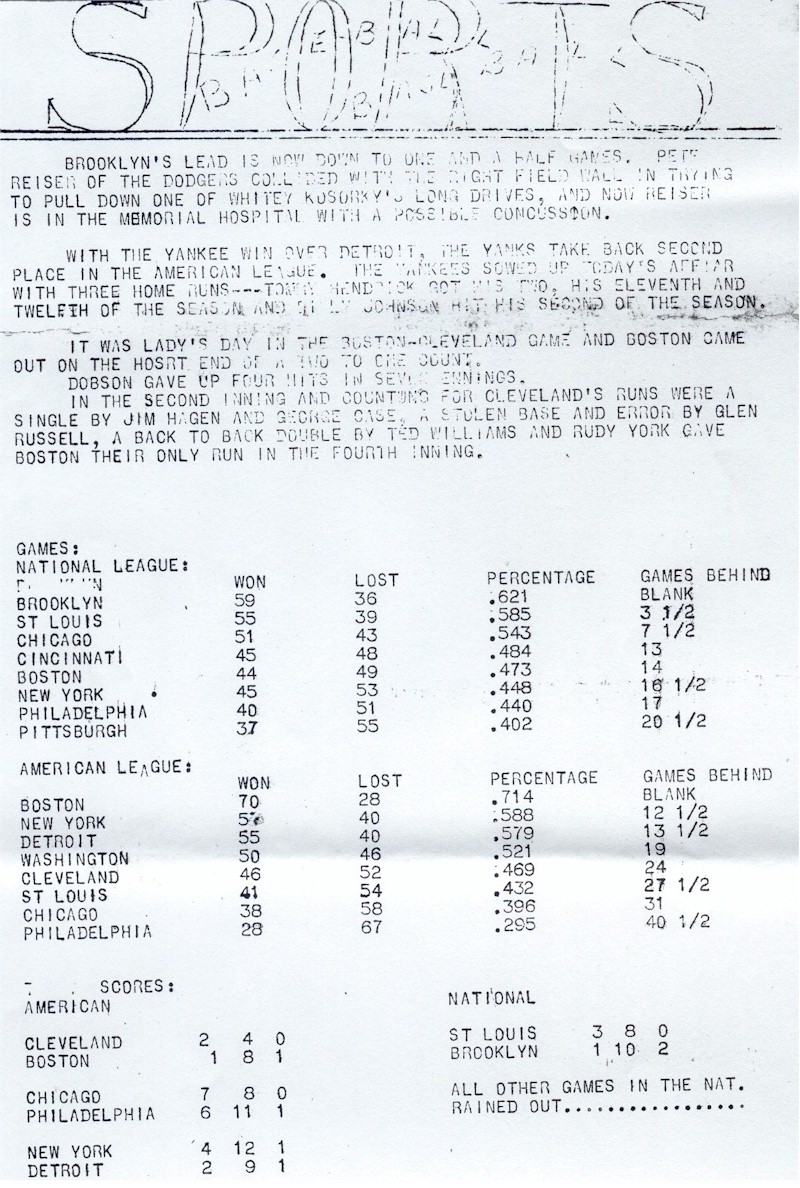 SPORTS
BASEBALL BASEBALL
BROOKLYN'S LEAD IS NOW DOWN TO ONE AND A HALF GAMES. PETE
REISER OF THE DODGERS COLLIDED WITH THE RIGHT FIELD WALL IN TRYING
TO PULL DOWN ONE OF WHITEY KUSORKY'S LONG DRIVES, AND NOW REISER
IS IN THE MEMORIAL HOSPITAL WITH A POSSIBLE CONCUSSION.
WITH THE YANKEE WIN OVER DETROIT, THE YANKS TAKE BACK SECOND
PLACE IN THE AMERICAN LEAGUE. THE YANKEES SOWED UP TODAY'S AFFIAR
WITH THREE HOME RUNS---TOMMY HENDRICK GOT HIS TWO, HIS ELEVENTH AND
TWELFTH OF THE SEASON AND BILLY JOHNSON HIT HIS SECOND OF THE SEASON.
IT WAS LADY'S DAY IN THE BOSTON-CLEVELAND GAME AND BOSTON CAME
OUT ON THE HOSRT END OF A TWO TO ONE COUNT.
DOBSON GAVE UP FOUR HITS IN SEVEN INNINGS.
IN THE SECOND INNING AND COUNTING FOR CLEVELAND'S RUNS WERE A
SINGLE BY JIM HAGEN AND GEORGE CASE, A STOLEN BASE AND ERROR BY GLEN
RUSSELL, A BACK TO BACK DOUBLE BY TED WILLIAMS AND RUDY YORK GAVE
BOSTON THEIR ONLY RUN IN THE FOURTH INNING.
GAMES:
NATIONAL LEAGUE:
WON LOST PERCENTAGE GAMES BEHIND
BROOKLYN 59 36 .621 BLANK
ST LOUIS 55 39 .585 3 1/2
CHICAGO 51 43 .543 7 1/2
CINCINNATI 45 48 .484 13
BOSTON 44 49 .473 14
NEW YORK 45 53 .448 16 1/2
PHILADELPHIA 40 51 .440 17
PITTSBURGH 37 55 .402 20 1/2
AMERICAN LEAGUE:
WON LOST PERCENTAGE GAMES BEHIND
BOSTON 70 28 .714 BLANK
NEW YORK 40 .588 12 1/2
DETROIT 55 40 .579 13 1/2
WASHINGTON 50 46 .521 19
CLEVELAND 46 52 .469 24
ST LOUIS 41 54 .432 27 1/2
CHICAGO 38 58 .396 31
PHILADELPHIA 28 67 .295 40 1/2
SCORES:
AMERICAN
CLEVELAND 2 4 0
BOSTON 1 8 1
CHICAGO 7 8 0
PHILADELPHIA 6 11 1
NEW YORK 4 12 1
DETROIT 2 9 1
NATIONAL
ST LOUIS 3 8 0
BROOKLYN 1 10 2
ALL OTHER GAMES IN THE NAT.
RAINED OUT.................